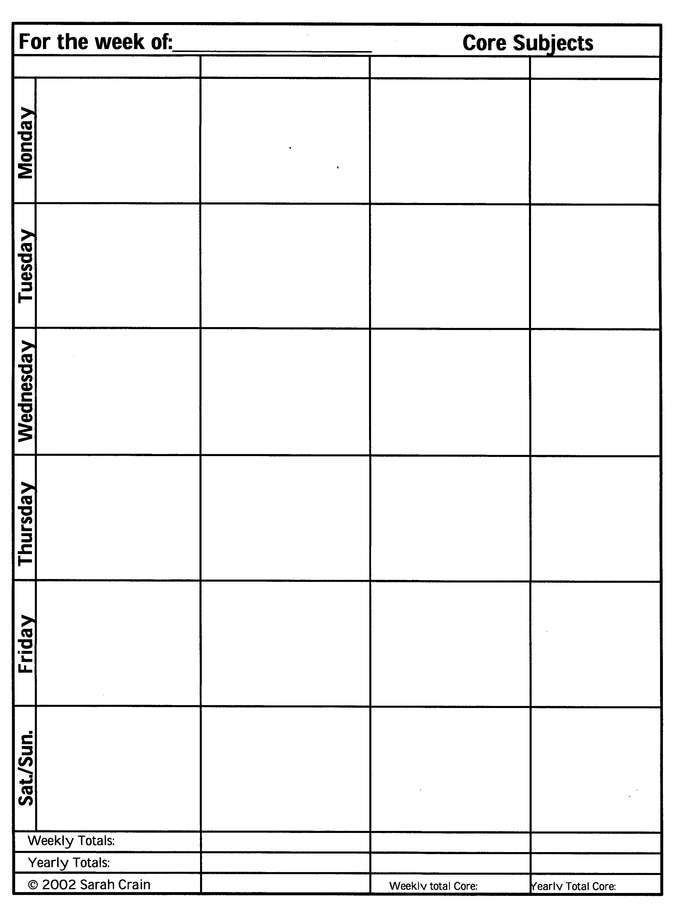 For the week of:
Core Subjects
Monday
Tuesday
Wednesday
Thursday
Friday
Sat./Sun.
Weekly Totals:
Yearly Totals:
© 2002 Sarah Crain
Weekly total Core:
Yearly Total Core: